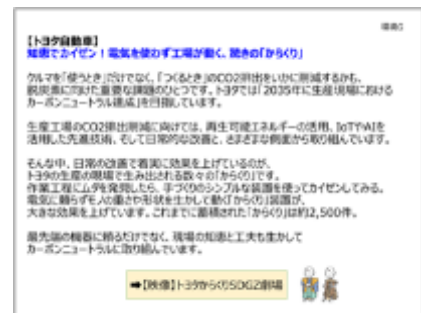 環境G
【トヨタ自動車】
知恵でカイゼン！電気を使わず工場が働く、驚きの「からくり」
クルマを「使うとき」だけでなく、「つくるとき」のCO2排出をいかに削減するかも、
脱炭素に向けた重要な課題のひとつです。トヨタでは「2035年に生産現場における
カーボンニュートラル達成」を目指しています。
生産工場のCO2排出削減に向けては、再生可能エネルギーの活用、IoTやAIを
活用した先進技術、そして日常的な改善と、さまざまな側面から取り組んでいます。
そんな中、日常の改善で着実に効果を上げているのが、
トヨタの生産の現場で生み出される数々の「からくり」です。
作業工程にムダを発見したら、手づくりのシンプルな装置を使ってカイゼンしてみる。
電気に頼らずモノの重さや形状を生かして動く「からくり」装置が、
大きな効果を上げています。これまでに蓄積された「からくり」は約2,500件。
最先端の機器に頼るだけでなく、現場の知恵と工夫も生かして
カーボンニュートラルに取り組んでいます。
➡【映像】トヨタからくりSDGZ劇場